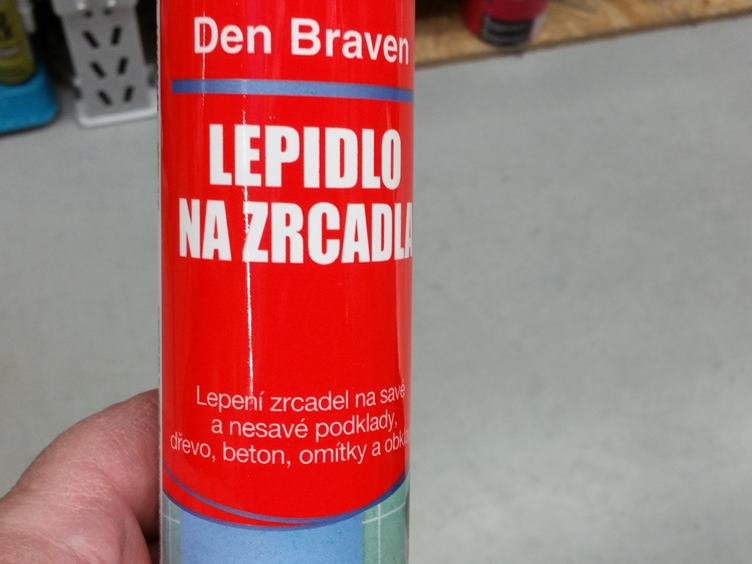 Den Braven
LEPIDLO
NA ZRCADLA
Lepení zrcadel na savé
a nesavé podklady,
dřevo, beton, omítky a